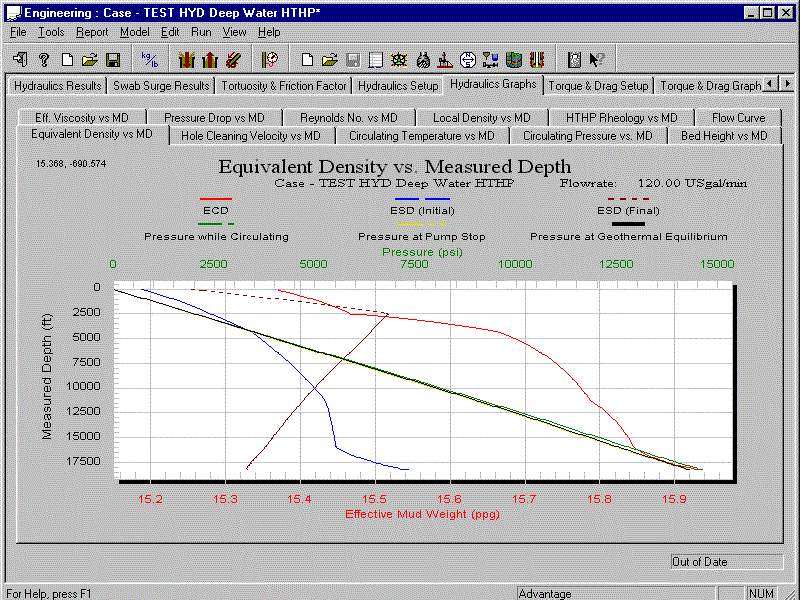 Engineering : Case - TEST HYD Deep Water HTHP*
File Tools Report Model Edit Run View Help
kg/lb
Hydraulics Results Swab Surge Results Tortuosity & Friction Factor Hydraulics Setup Hydraulics Graphs Torque & Drag Setup Torque & Drag Graph
Eff. Viscosity vs MD Pressure Drop vs MD Reynolds No. vs MD Local Density vs MD HTHP Rheology vs MD Flow Curve
Equivalent Density vs MD Hole Cleaning Velocity vs MD Circulating Temperature vs MD Circulating Pressure vs. MD Bed Height vs MD
15.368, -690.574
Equivalent Density vs. Measured Depth
Case - TEST HYD Deep Water HTHP Flowrate: 120.00 USgal/min
ECD ESD (Initial) ESD (Final)
Pressure while Circulating Pressure at Pump Stop Pressure at Geothermal Equilibrium
Pressure (psi)
0 2500 5000 7500 10000 12500 15000
Measured Depth (ft)
0
2500
5000
7500
10000
12500
15000
17500
15.2 15.3 15.4 15.5 15.6 15.7 15.8 15.9
Effective Mud Weight (ppg)
Out of Date
For Help, press F1 Advantage NUM